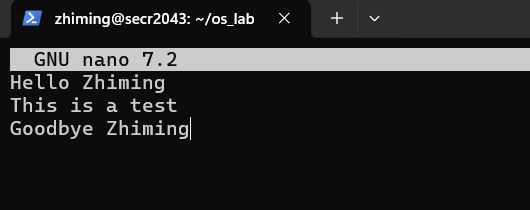 zhiming@secr2043: ~/os_lab
GNU nano 7.2
Hello Zhiming
This is a test
Goodbye Zhiming